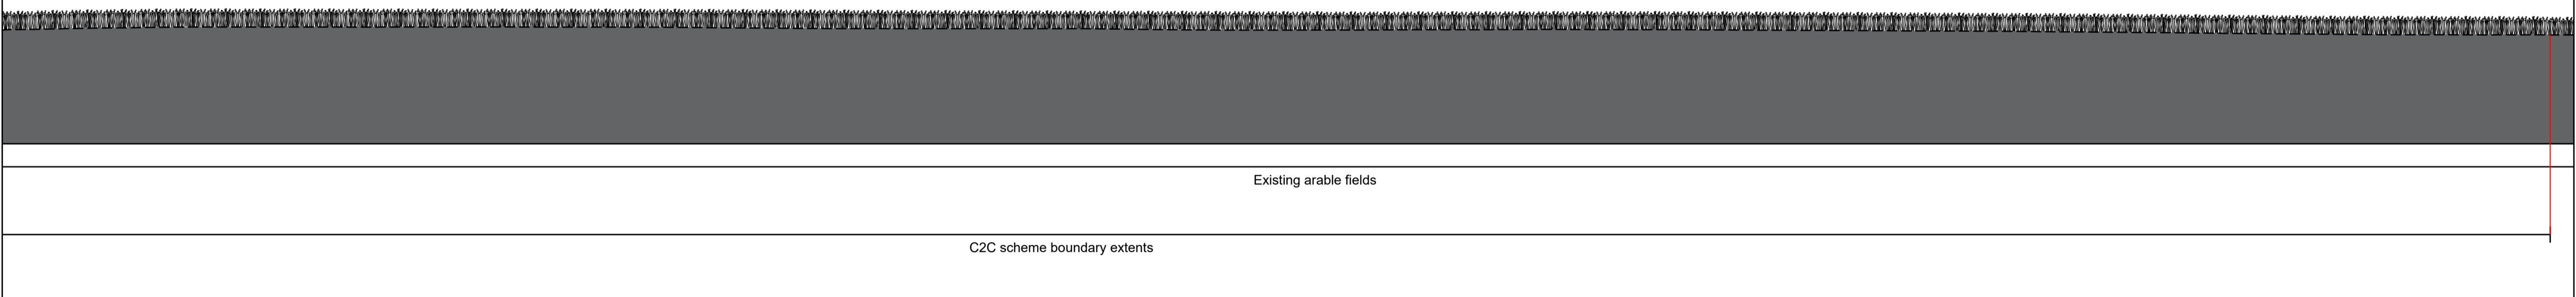 Existing arable fields
C2C scheme boundary extents